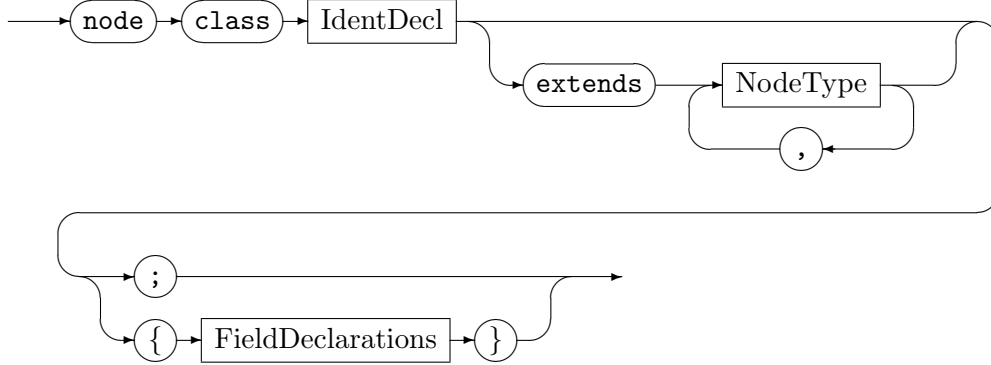 node class IdentDecl
extends NodeType
,
;
{ FieldDeclarations }